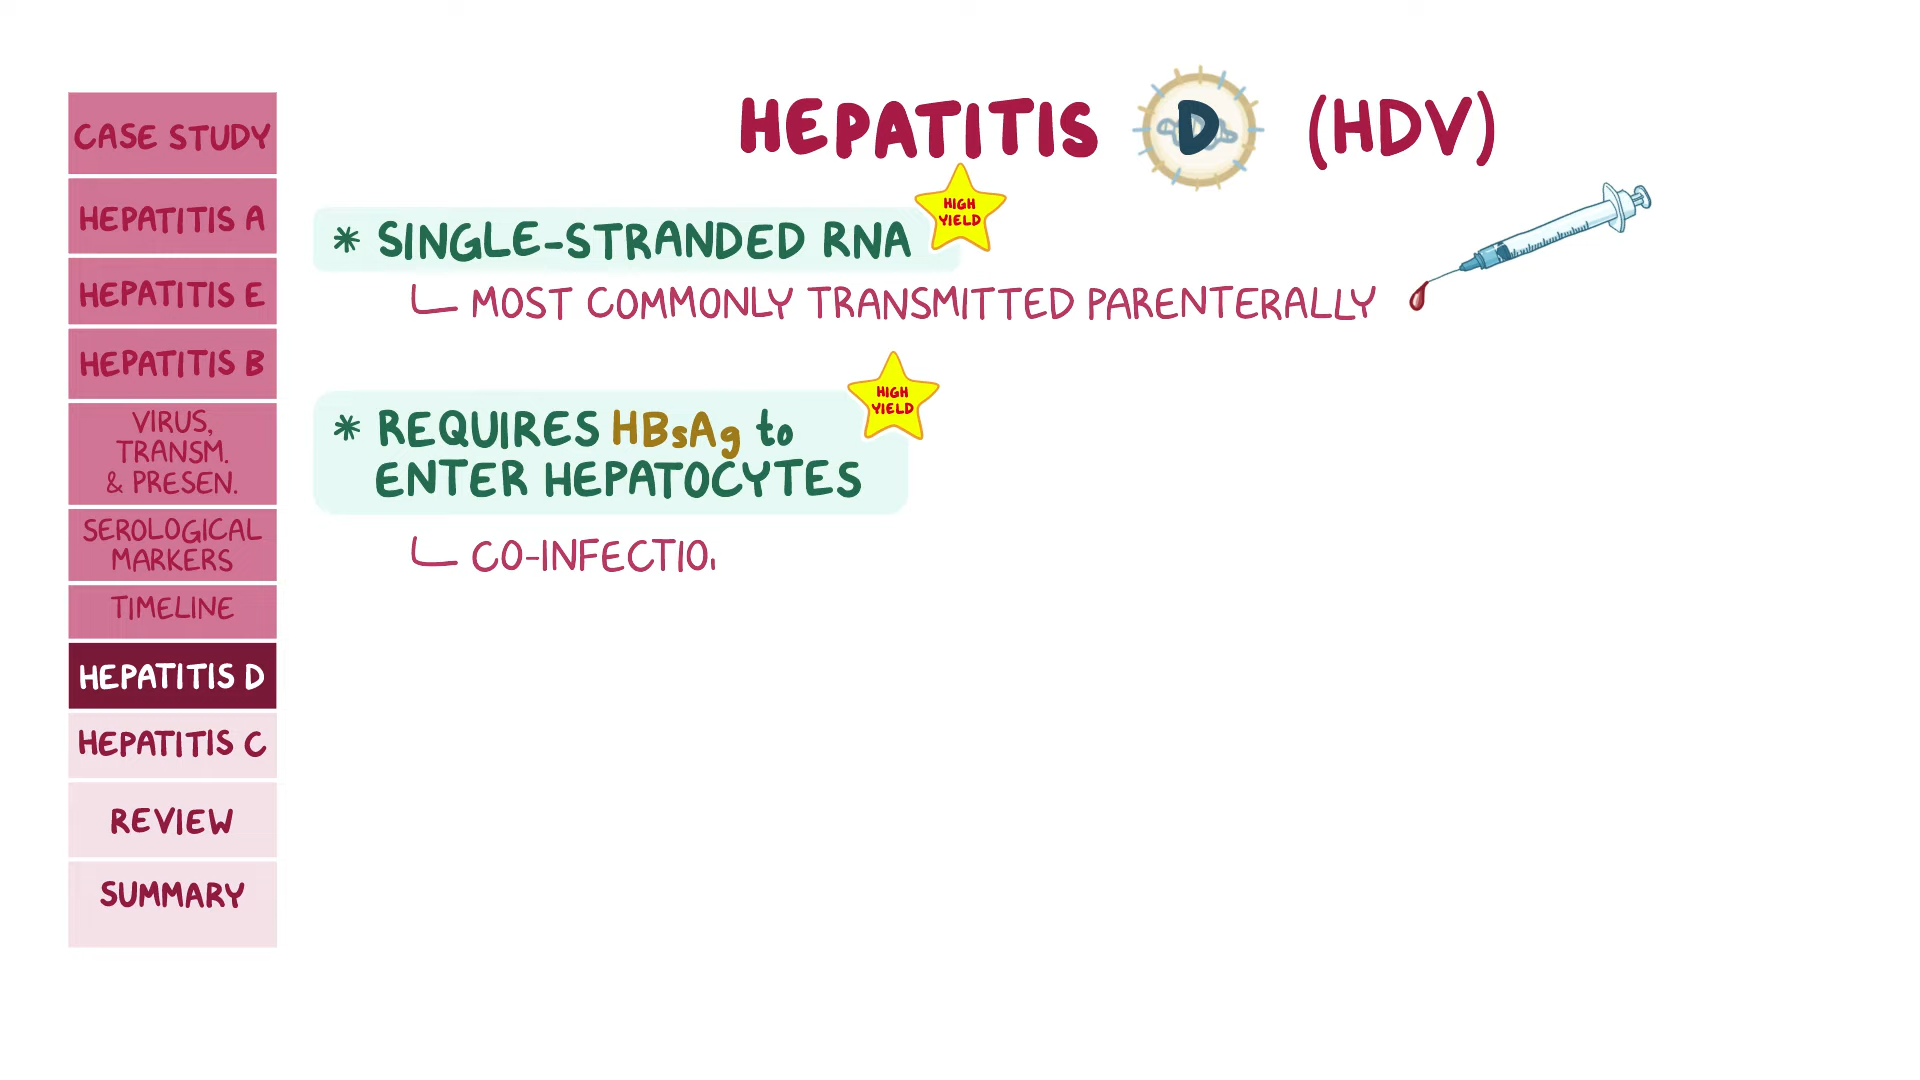 CASE STUDY
HEPATITIS A
HEPATITIS E
HEPATITIS B
VIRUS,
TRANSM.
& PRESEN.
SEROLOGICAL
MARKERS
TIMELINE
HEPATITIS D
HEPATITIS C
REVIEW
SUMMARY
HEPATITIS D (HDV)
* SINGLE-STRANDED RNA
HIGH
YIELD
MOST COMMONLY TRANSMITTED PARENTERALLY
* REQUIRES HBsAg to
ENTER HEPATOCYTES
HIGH
YIELD
CO-INFECTIO